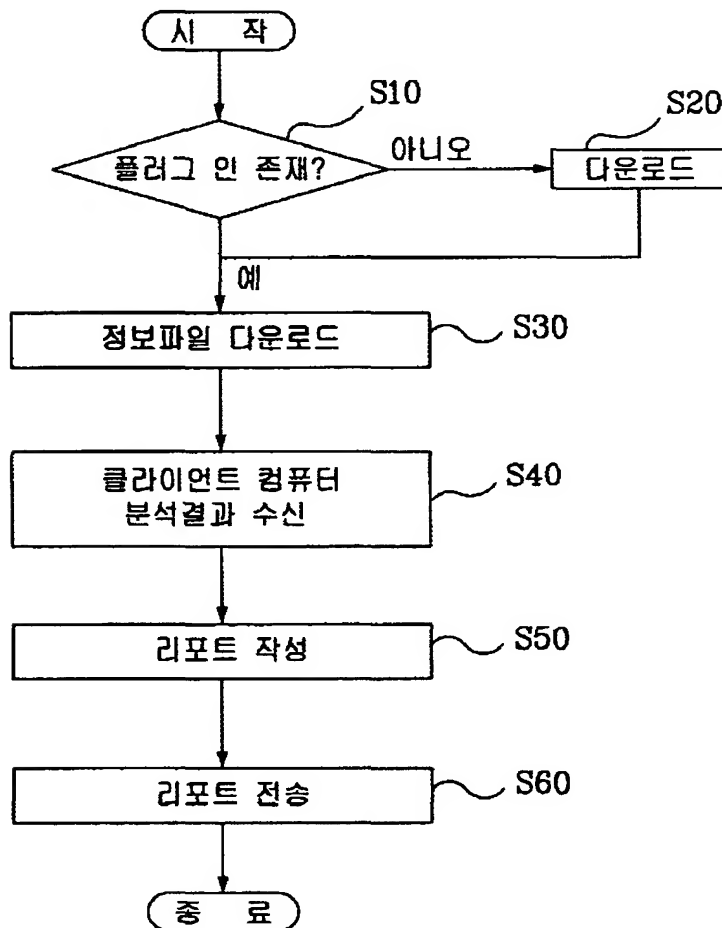 시 작
S10
S20
플러그 인 존재?
아니오
다운로드
예
정보파일 다운로드
S30
클라이언트 컴퓨터
분석결과 수신
S40
리포트 작성
S50
리포트 전송
S60
종 료